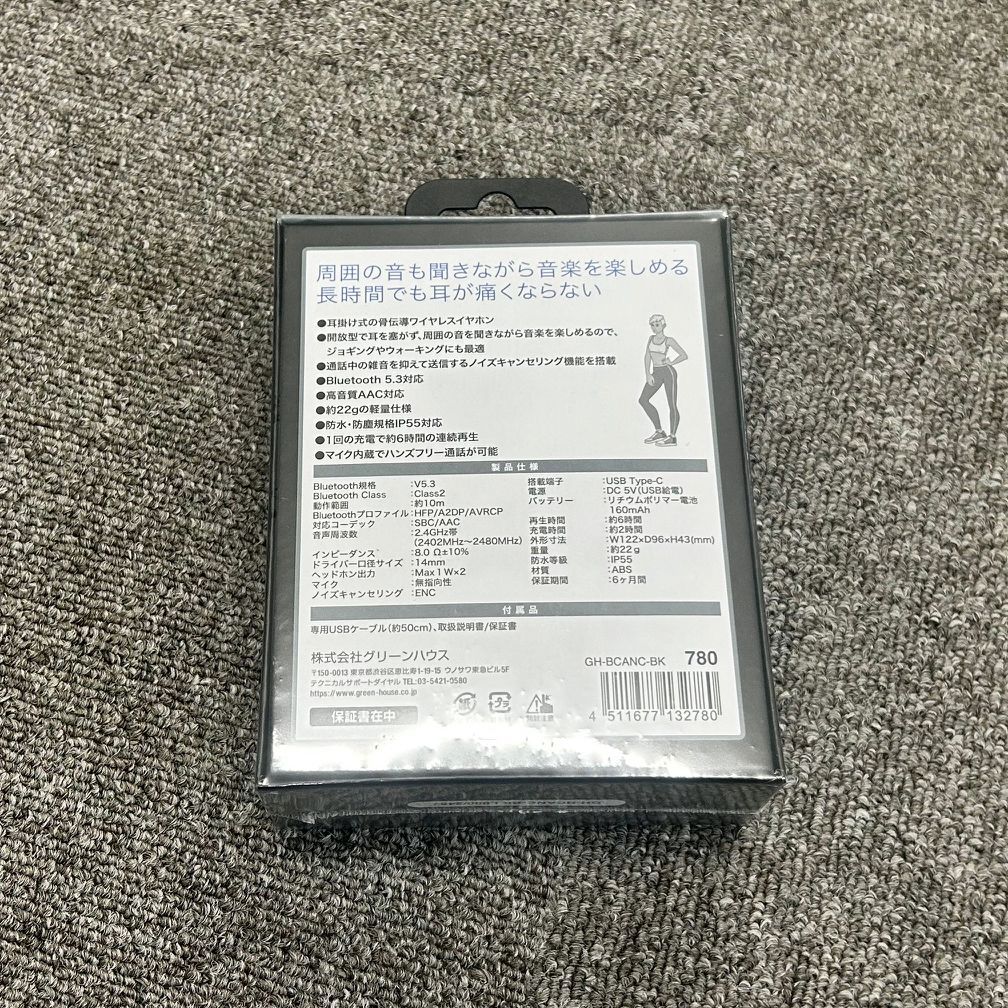 周囲の音も聞きながら音楽を楽しめる
長時間でも耳が痛くならない
●耳掛け式の骨伝導ワイヤレスイヤホン
●開放型で耳を塞がず、周囲の音を聞きながら音楽を楽しめるので、
ジョギングやウォーキングにも最適
●通話中の雑音を抑えて送信するノイズキャンセリング機能を搭載
●Bluetooth 5.3対応
●高音質AAC対応
●約22gの軽量仕様
●防水・防塵規格IP55対応
●1回の充電で約6時間の連続再生
●マイク内蔵でハンズフリー通話が可能
製品仕様
Bluetooth規格 :V5.3
Bluetooth Class :Class2
動作範囲 :約10m
Bluetoothプロファイル :HFP/A2DP/AVRCP
対応コーデック :SBC/AAC
音声周波数 :2.4GHz帯
(2402MHz～2480MHz)
インピーダンス :8.0 Ω±10%
ドライバー口径サイズ :14mm
ヘッドホン出力 :Max1W×2
マイク :無指向性
ノイズキャンセリング :ENC
搭載端子 :USB Type-C
電源 :DC 5V(USB給電)
バッテリー :リチウムポリマー電池
160mAh
再生時間 :約6時間
充電時間 :約2時間
外形寸法 :W122×D96×H43(mm)
重量 :約22g
防水等級 :IP55
材質 :ABS
保証期間 :6ヶ月間
付属品
専用USBケーブル(約50cm)、取扱説明書/保証書
株式会社グリーンハウス
〒150-0013 東京都渋谷区恵比寿1-19-15 ウノサワ東急ビル5F
テクニカルサポートダイヤル TEL:03-5421-0580
https://www.green-house.co.jp
保証書在中
紙
プラ
GH-BCANC-BK 780
4 511677 132780